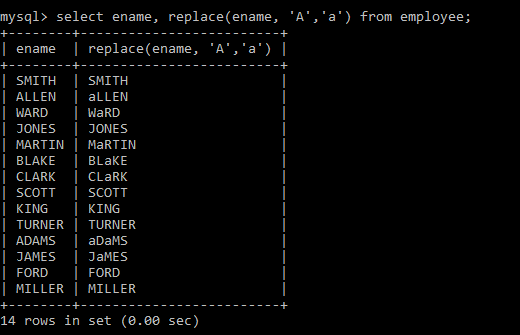 mysql> select ename, replace(ename, 'A','a') from employee;
+--------+-------------------------+
| ename  | replace(ename, 'A','a') |
+--------+-------------------------+
| SMITH  | SMITH                   |
| ALLEN  | aLLEN                   |
| WARD   | WaRD                    |
| JONES  | JONES                   |
| MARTIN | MaRTIN                  |
| BLAKE  | BLaKE                   |
| CLARK  | CLaRK                   |
| SCOTT  | SCOTT                   |
| KING   | KING                    |
| TURNER | TURNER                  |
| ADAMS  | aDaMS                   |
| JAMES  | JaMES                   |
| FORD   | FORD                    |
| MILLER | MILLER                  |
+--------+-------------------------+
14 rows in set (0.00 sec)